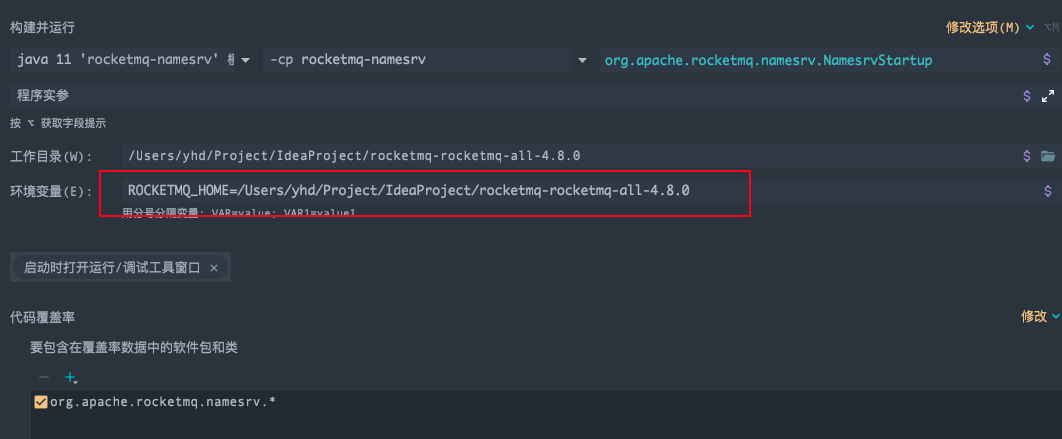 构建并运行
修改选项(M) ⌥M
java 11 'rocketmq-namesrv' -cp rocketmq-namesrv org.apache.rocketmq.namesrv.NamesrvStartup
程序实参
按 ⌥ 获取字段提示
工作目录(W): /Users/yhd/Project/IdeaProject/rocketmq-rocketmq-all-4.8.0
环境变量(E): ROCKETMQ_HOME=/Users/yhd/Project/IdeaProject/rocketmq-rocketmq-all-4.8.0
用分号分隔变量: VAR=value; VAR1=value1
启动时打开运行/调试工具窗口 ×
代码覆盖率
修改
要包含在覆盖率数据中的软件包和类
org.apache.rocketmq.namesrv.*